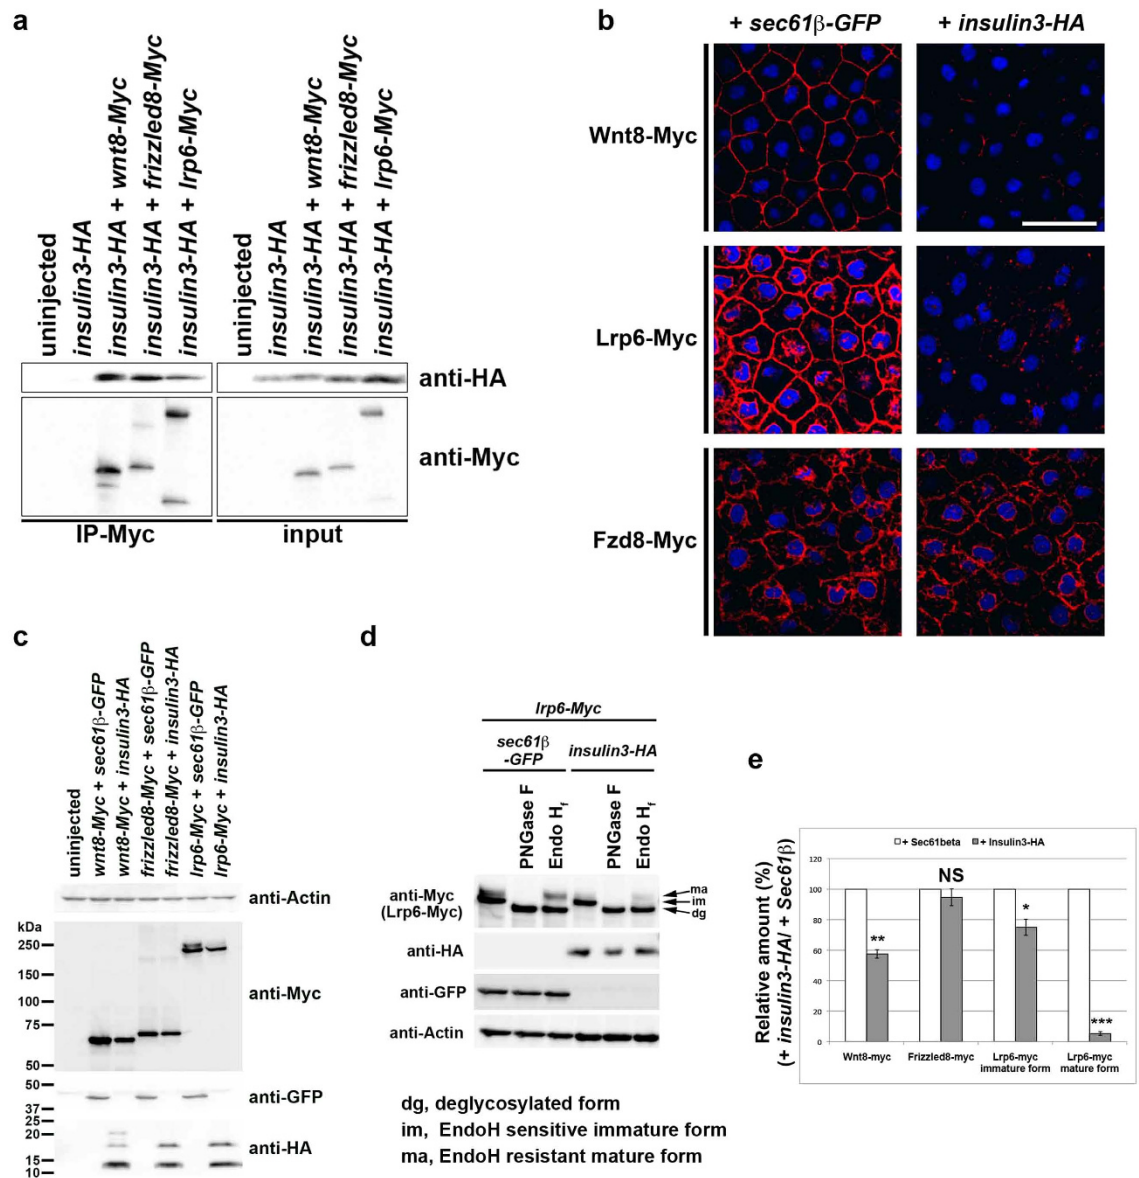 a
uninjected
insulin3-HA
insulin3-HA + wnt8-Myc
insulin3-HA + frizzled8-Myc
insulin3-HA + lrp6-Myc
uninjected
insulin3-HA
insulin3-HA + wnt8-Myc
insulin3-HA + frizzled8-Myc
insulin3-HA + lrp6-Myc
anti-HA
anti-Myc
IP-Myc
input
b
+ sec61β-GFP
+ insulin3-HA
Wnt8-Myc
Lrp6-Myc
Fzd8-Myc
c
uninjected
wnt8-Myc + sec61β-GFP
wnt8-Myc + insulin3-HA
frizzled8-Myc + sec61β-GFP
frizzled8-Myc + insulin3-HA
lrp6-Myc + sec61β-GFP
lrp6-Myc + insulin3-HA
anti-Actin
kDa
250
150
100
75
50
anti-Myc
50
37
anti-GFP
25
20
15
10
anti-HA
d
lrp6-Myc
sec61β
-GFP
insulin3-HA
PNGase F
Endo Hf
PNGase F
Endo Hf
anti-Myc
(Lrp6-Myc)
ma
im
dg
anti-HA
anti-GFP
anti-Actin
dg, deglycosylated form
im, EndoH sensitive immature form
ma, EndoH resistant mature form
e
Relative amount (%)
(+ insulin3-HA/ + Sec61β)
+ Sec61beta
+ Insulin3-HA
120
100
80
60
40
20
0
**
NS
*
***
Wnt8-myc
Frizzled8-myc
Lrp6-myc
immature form
Lrp6-myc
mature form